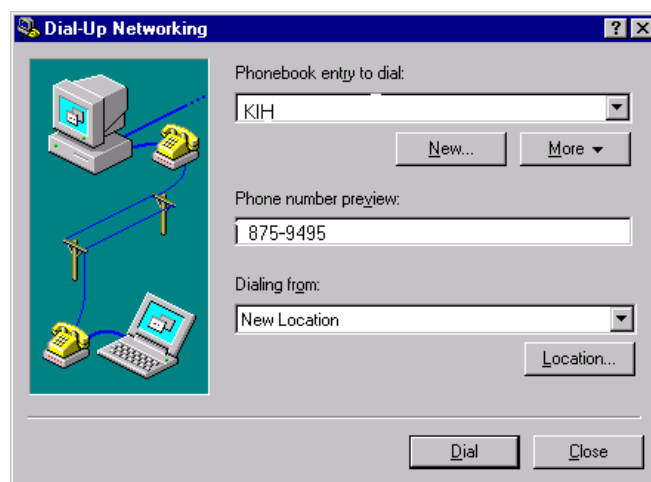 Dial-Up Networking
Phonebook entry to dial:
KIH
New...
More
Phone number preview:
875-9495
Dialing from:
New Location
Location...
Dial
Close